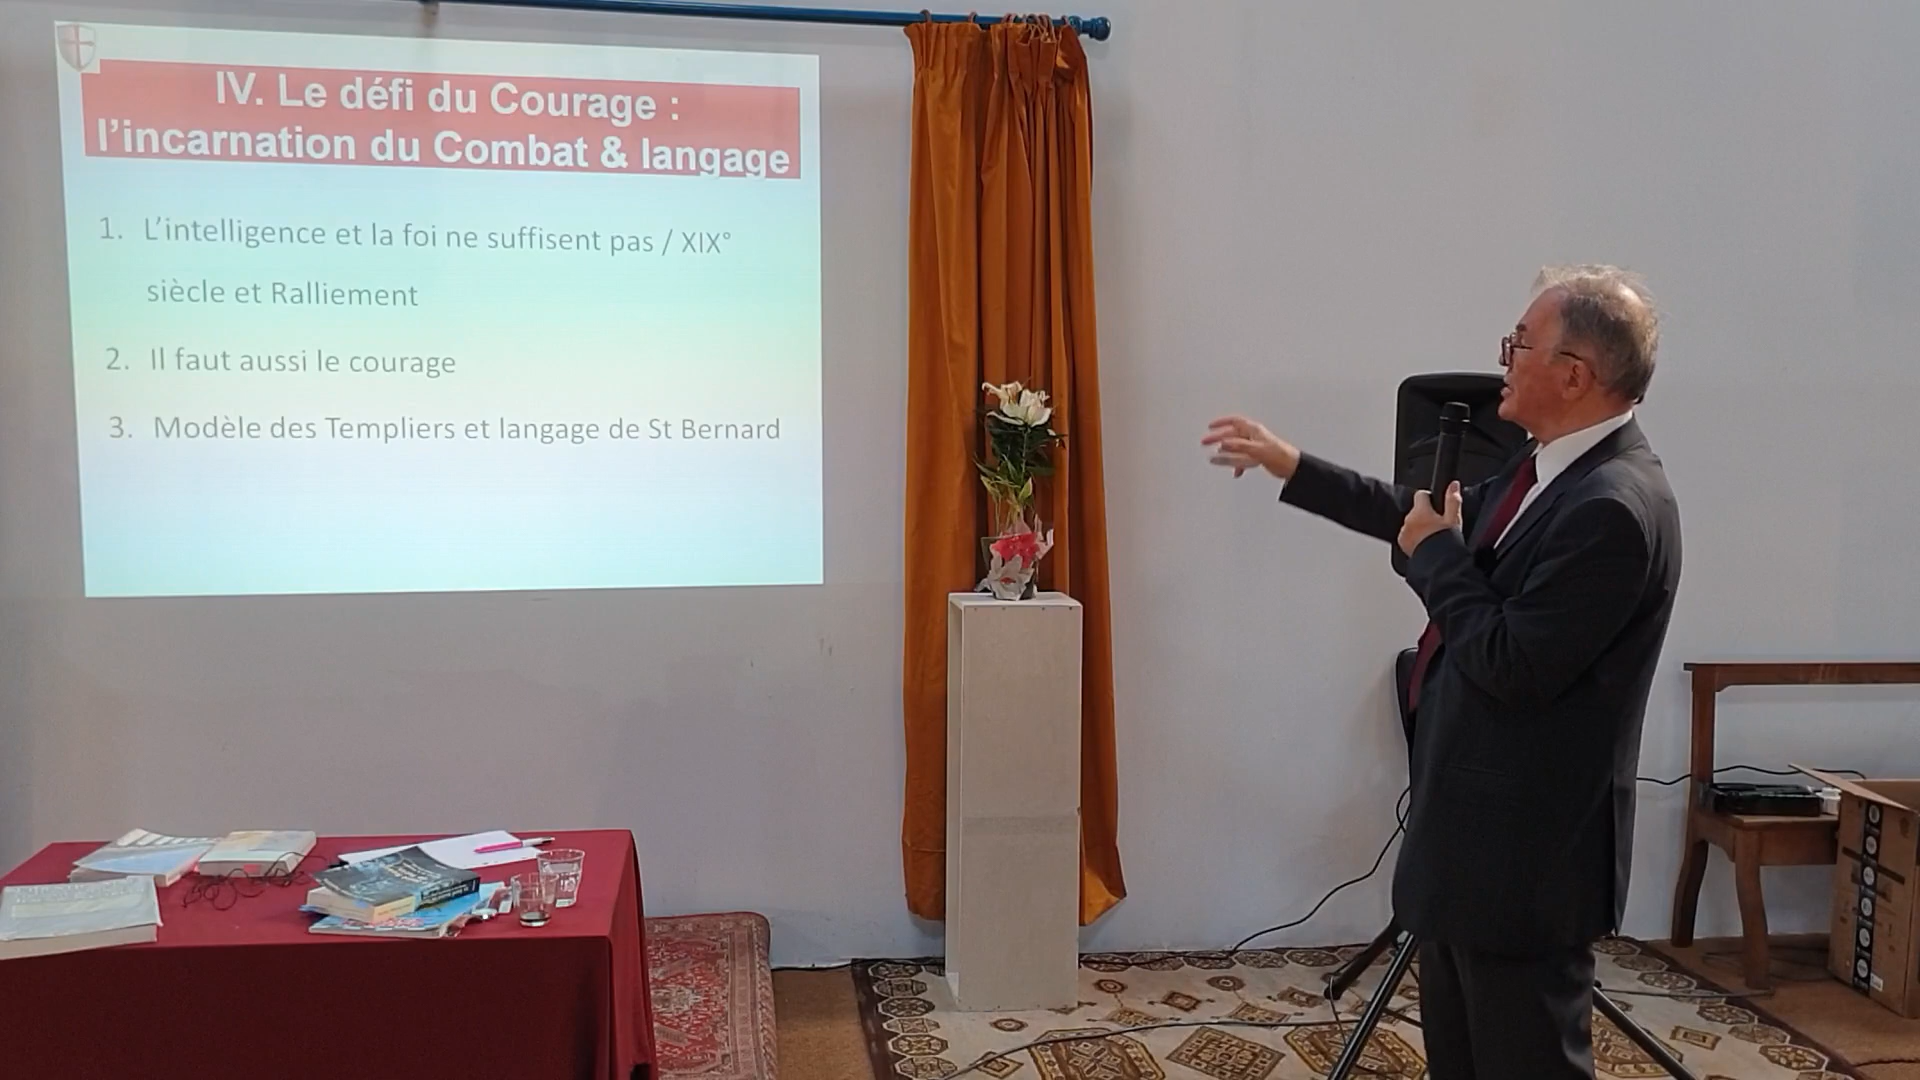 IV. Le défi du Courage :
l’incarnation du Combat & langage
1. L’intelligence et la foi ne suffisent pas / XIX°
siècle et Ralliement
2. Il faut aussi le courage
3. Modèle des Templiers et langage de St Bernard